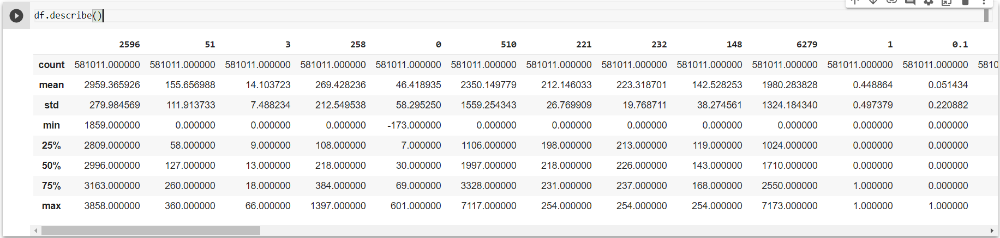 df.describe()
2596 51 3 258 0 510 221 232 148 6279 1 0.1
count 581011.000000 581011.000000 581011.000000 581011.000000 581011.000000 581011.000000 581011.000000 581011.000000 581011.000000 581011.000000 581011.000000 581011.000000 5810
mean 2959.365926 155.656988 14.103723 269.428236 46.418935 2350.149779 212.146033 223.318701 142.528253 1980.283828 0.448864 0.051434
std 279.984569 111.913733 7.488234 212.549538 58.295250 1559.254343 26.769909 19.768711 38.274561 1324.184340 0.497379 0.220882
min 1859.000000 0.000000 0.000000 0.000000 -173.000000 0.000000 0.000000 0.000000 0.000000 0.000000 0.000000 0.000000
25% 2809.000000 58.000000 9.000000 108.000000 7.000000 1106.000000 198.000000 213.000000 119.000000 1024.000000 0.000000 0.000000
50% 2996.000000 127.000000 13.000000 218.000000 30.000000 1997.000000 218.000000 226.000000 143.000000 1710.000000 0.000000 0.000000
75% 3163.000000 260.000000 18.000000 384.000000 69.000000 3328.000000 231.000000 237.000000 168.000000 2550.000000 1.000000 0.000000
max 3858.000000 360.000000 66.000000 1397.000000 601.000000 7117.000000 254.000000 254.000000 254.000000 7173.000000 1.000000 1.000000